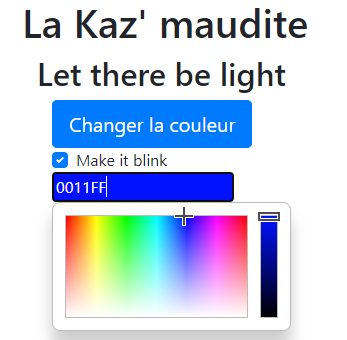 La Kaz' maudite
Let there be light
Changer la couleur
Make it blink
0011FF